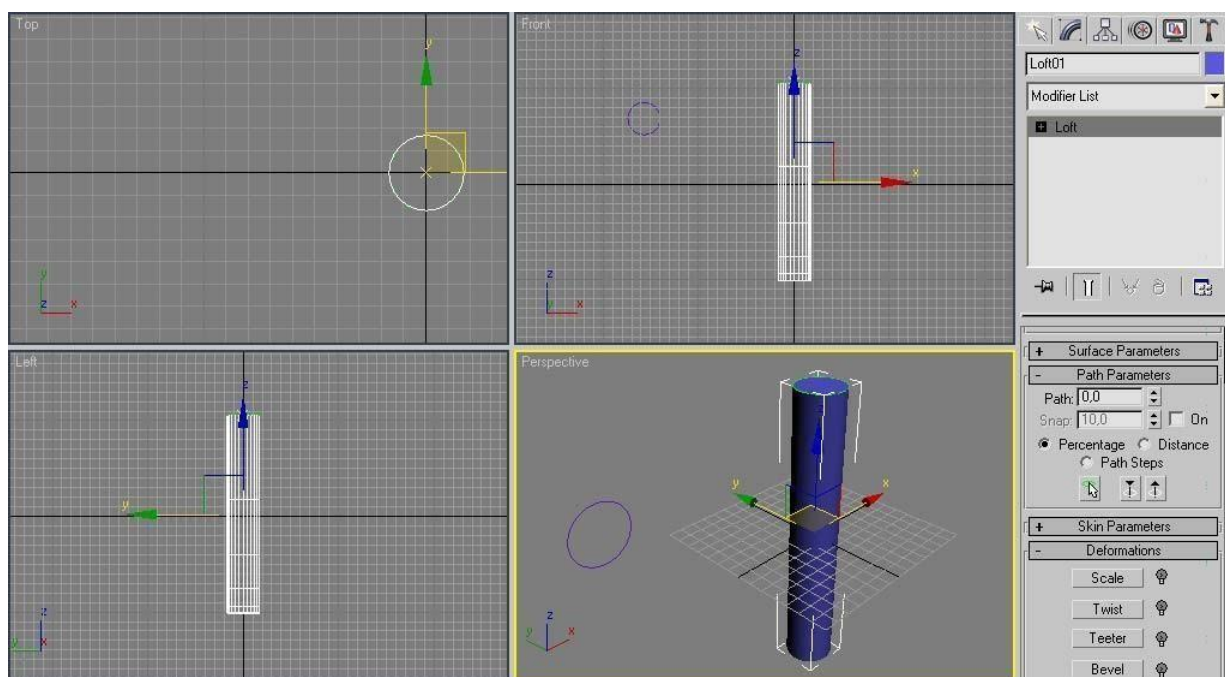 Top
y
y
z x
Front
z
x
z
x
Left
z
y
z
y x
Perspective
z
y x
z
y x
Loft01
Modifier List
Loft
+ Surface Parameters
- Path Parameters
Path: 0,0
Snap: 10,0 On
Percentage Distance
Path Steps
+ Skin Parameters
- Deformations
Scale
Twist
Teeter
Bevel